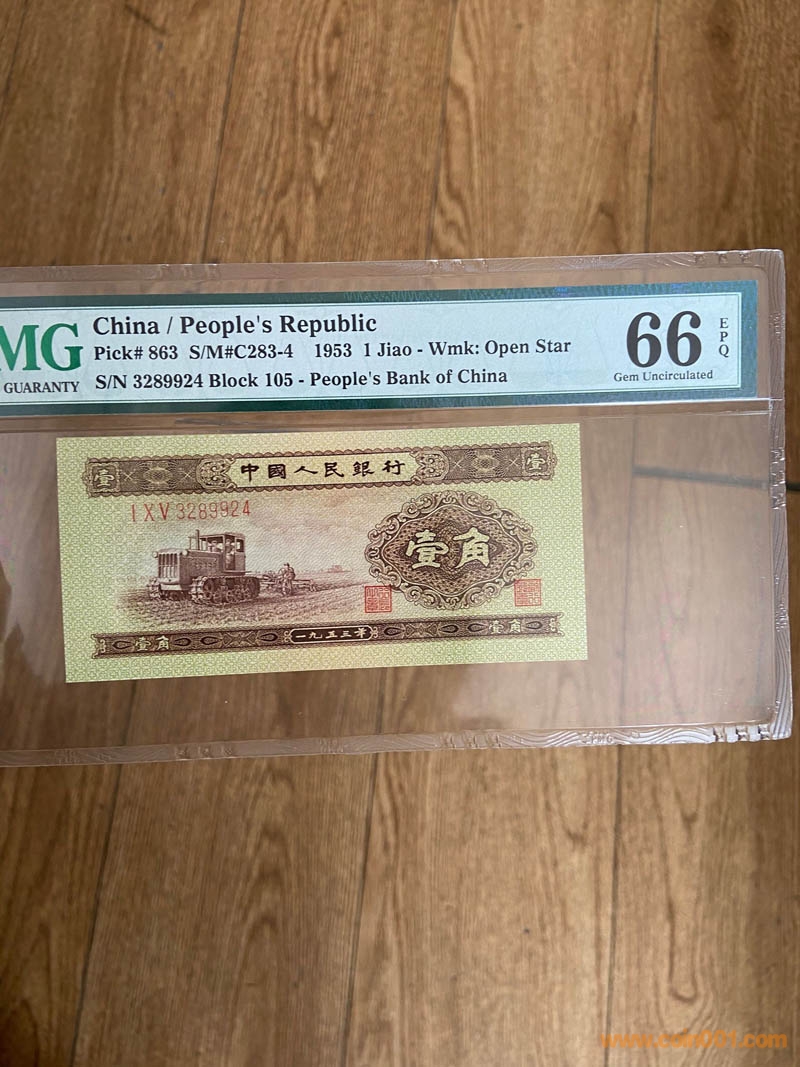 MG
GUARANTY
China / People's Republic
Pick# 863 S/M#C283-4 1953 1 Jiao - Wmk: Open Star
S/N 3289924 Block 105 - People's Bank of China
66
EPQ
Gem Uncirculated
壹 中國人民銀行 壹
I X V 3289924
壹角
壹角 一九五三年 壹角
www.coin001.com